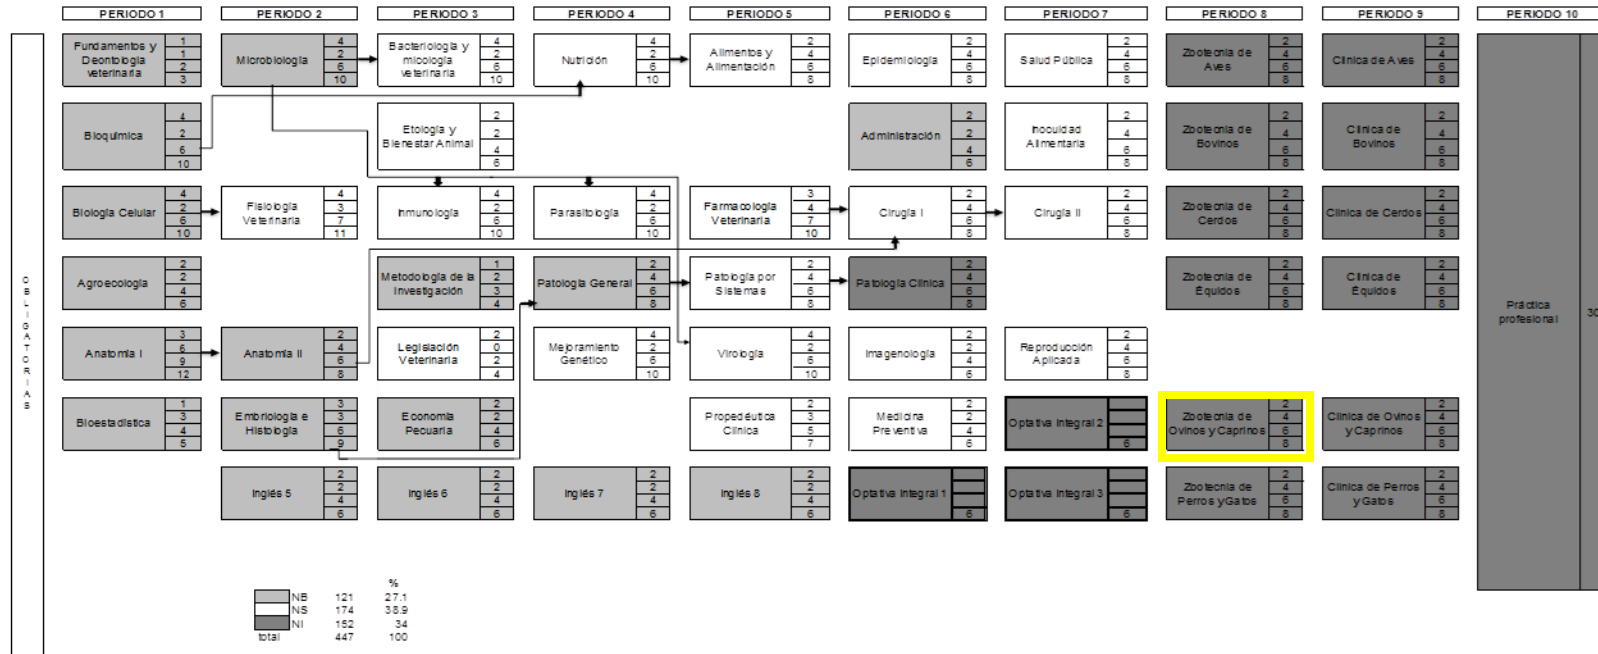 PERIODO 1 PERIODO 2 PERIODO 3 PERIODO 4 PERIODO 5 PERIODO 6 PERIODO 7 PERIODO 8 PERIODO 9 PERIODO 10
OBLIGATORIAS
Fundamentos y
Deontología
veterinaria
1
1
2
3
Microbiología
4
2
6
10
Bacteriología y
micología
veterinaria
4
2
6
10
Nutrición
4
2
6
10
Alimentos y
Alimentación
2
4
6
8
Epidemiología
2
4
6
8
Salud Pública
2
4
6
8
Zootecnia de
Aves
2
4
6
8
Clínica de Aves
2
4
6
8
Bioquímica
4
2
6
10
Etología y
Bienestar Animal
2
2
4
6
Administración
2
2
4
6
Inocuidad
Alimentaria
2
4
6
8
Zootecnia de
Bovinos
2
4
6
8
Clínica de
Bovinos
2
4
6
8
Biología Celular
4
2
6
10
Fisiología
Veterinaria
4
3
7
11
Inmunología
4
2
6
10
Parasitología
4
2
6
10
Farmacología
Veterinaria
3
4
7
10
Cirugía I
2
4
6
8
Cirugía II
2
4
6
8
Zootecnia de
Cerdos
2
4
6
8
Clínica de Cerdos
2
4
6
8
Agroecología
2
2
4
6
Metodología de la
Investigación
1
2
3
4
Patología General
2
4
6
8
Patología por
Sistemas
2
4
6
8
Patología Clínica
2
4
6
8
Zootecnia de
Équidos
2
4
6
8
Clínica de
Équidos
2
4
6
8
Práctica
profesional
30
Anatomía I
3
6
9
12
Anatomía II
2
4
6
8
Legislación
Veterinaria
2
0
2
4
Mejoramiento
Genético
4
2
6
10
Virología
4
2
6
10
Imagenología
2
2
4
6
Reproducción
Aplicada
2
4
6
8
Bioestadística
1
3
4
5
Embriología e
Histología
3
3
6
9
Economía
Pecuaria
2
2
4
6
Propedéutica
Clínica
2
3
5
7
Medicina
Preventiva
2
2
4
6
Optativa Integral 2
6
Zootecnia de
Ovinos y Caprinos
2
4
6
8
Clínica de Ovinos
y Caprinos
2
4
6
8
Inglés 5
2
2
4
6
Inglés 6
2
2
4
6
Inglés 7
2
2
4
6
Inglés 8
2
2
4
6
Optativa Integral 1
6
Optativa Integral 3
6
Zootecnia de
Perros y Gatos
2
4
6
8
Clínica de Perros
y Gatos
2
4
6
8
%
NB 121 27.1
NS 174 38.9
NI 152 34
total 447 100